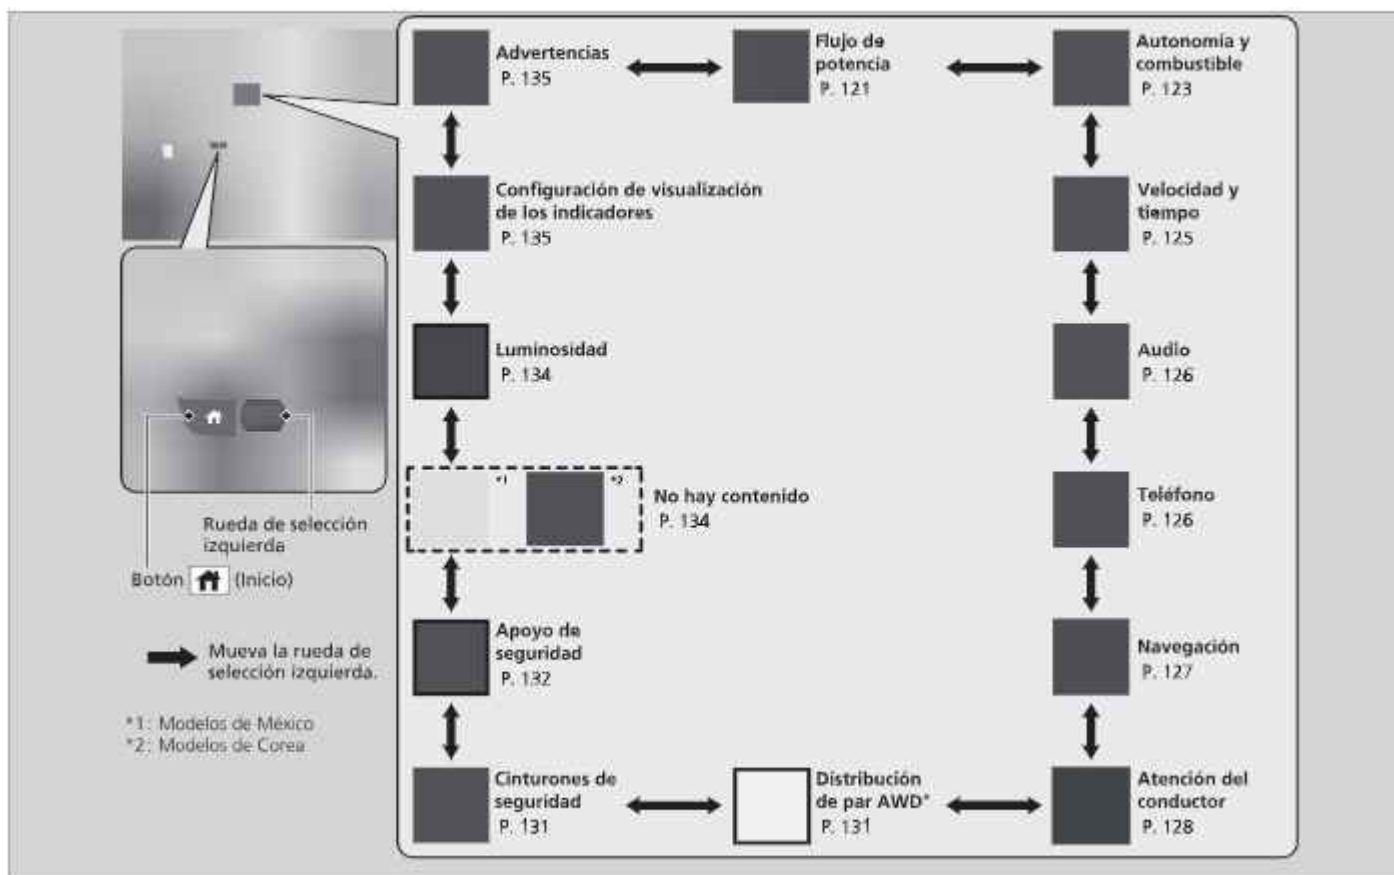 Advertencias
P. 135
Flujo de
potencia
P. 121
Autonomía y
combustible
P. 123
Configuración de visualización
de los indicadores
P. 135
Velocidad y
tiempo
P. 125
Luminosidad
P. 134
Audio
P. 126
*1
*2
No hay contenido
P. 134
Teléfono
P. 126
Rueda de selección
izquierda
Botón (Inicio)
Apoyo de
seguridad
P. 132
Navegación
P. 127
Mueva la rueda de
selección izquierda.
*1: Modelos de México
*2: Modelos de Corea
Cinturones de
seguridad
P. 131
Distribución
de par AWD*
P. 131
Atención del
conductor
P. 128